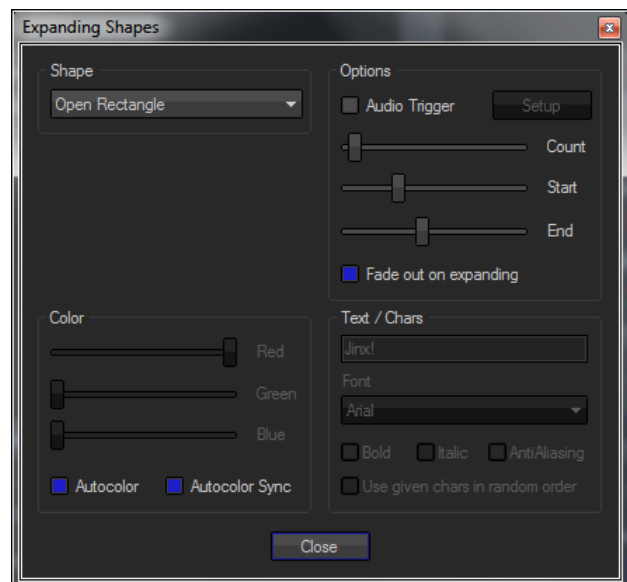 Expanding Shapes
Shape
Open Rectangle
Options
Audio Trigger
Setup
Count
Start
End
Fade out on expanding
Color
Red
Green
Blue
Autocolor
Autocolor Sync
Text / Chars
Jinx!
Font
Arial
Bold
Italic
AntiAliasing
Use given chars in random order
Close